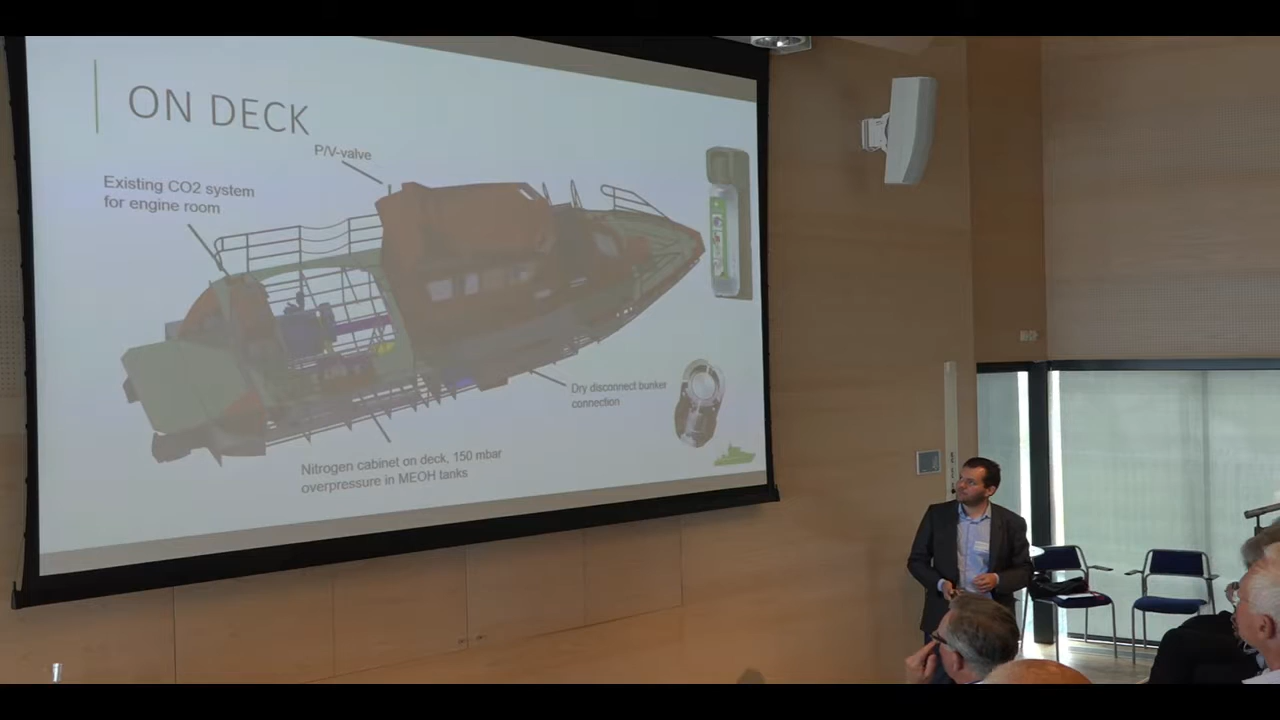 ON DECK
P/V-valve
Existing CO2 system
for engine room
Dry disconnect bunker
connection
Nitrogen cabinet on deck, 150 mbar
overpressure in MEOH tanks